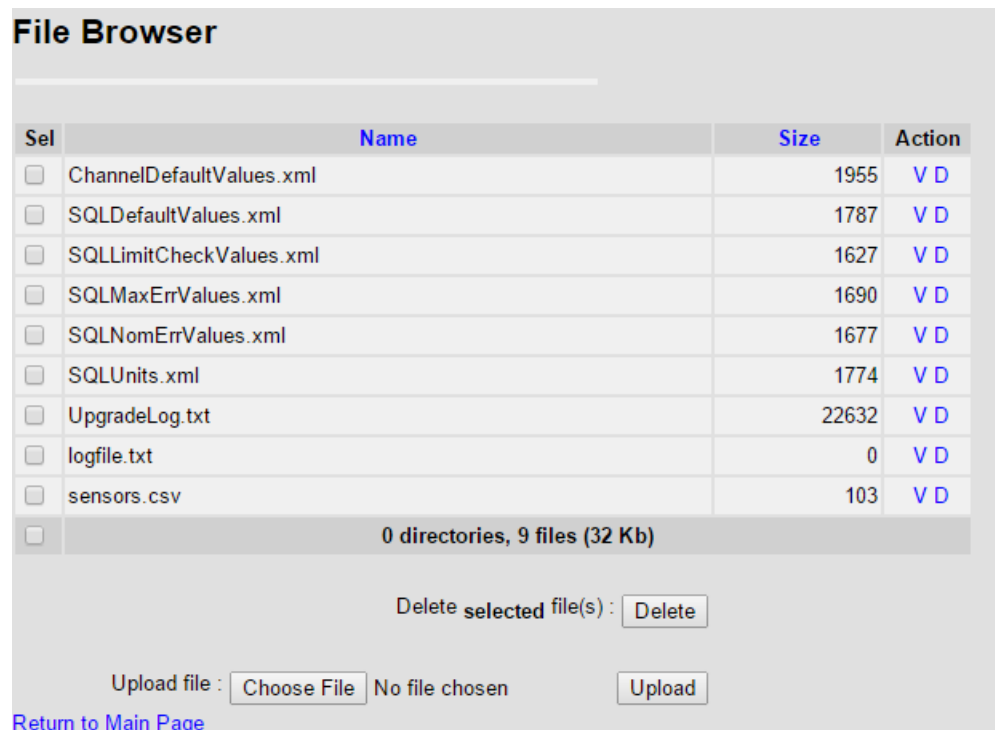 File Browser
Sel Name Size Action
ChannelDefaultValues.xml 1955 V D
SQLDefaultValues.xml 1787 V D
SQLLimitCheckValues.xml 1627 V D
SQLMaxErrValues.xml 1690 V D
SQLNomErrValues.xml 1677 V D
SQLUnits.xml 1774 V D
UpgradeLog.txt 22632 V D
logfile.txt 0 V D
sensors.csv 103 V D
0 directories, 9 files (32 Kb)
Delete selected file(s) : Delete
Upload file : Choose File No file chosen Upload
Return to Main Page